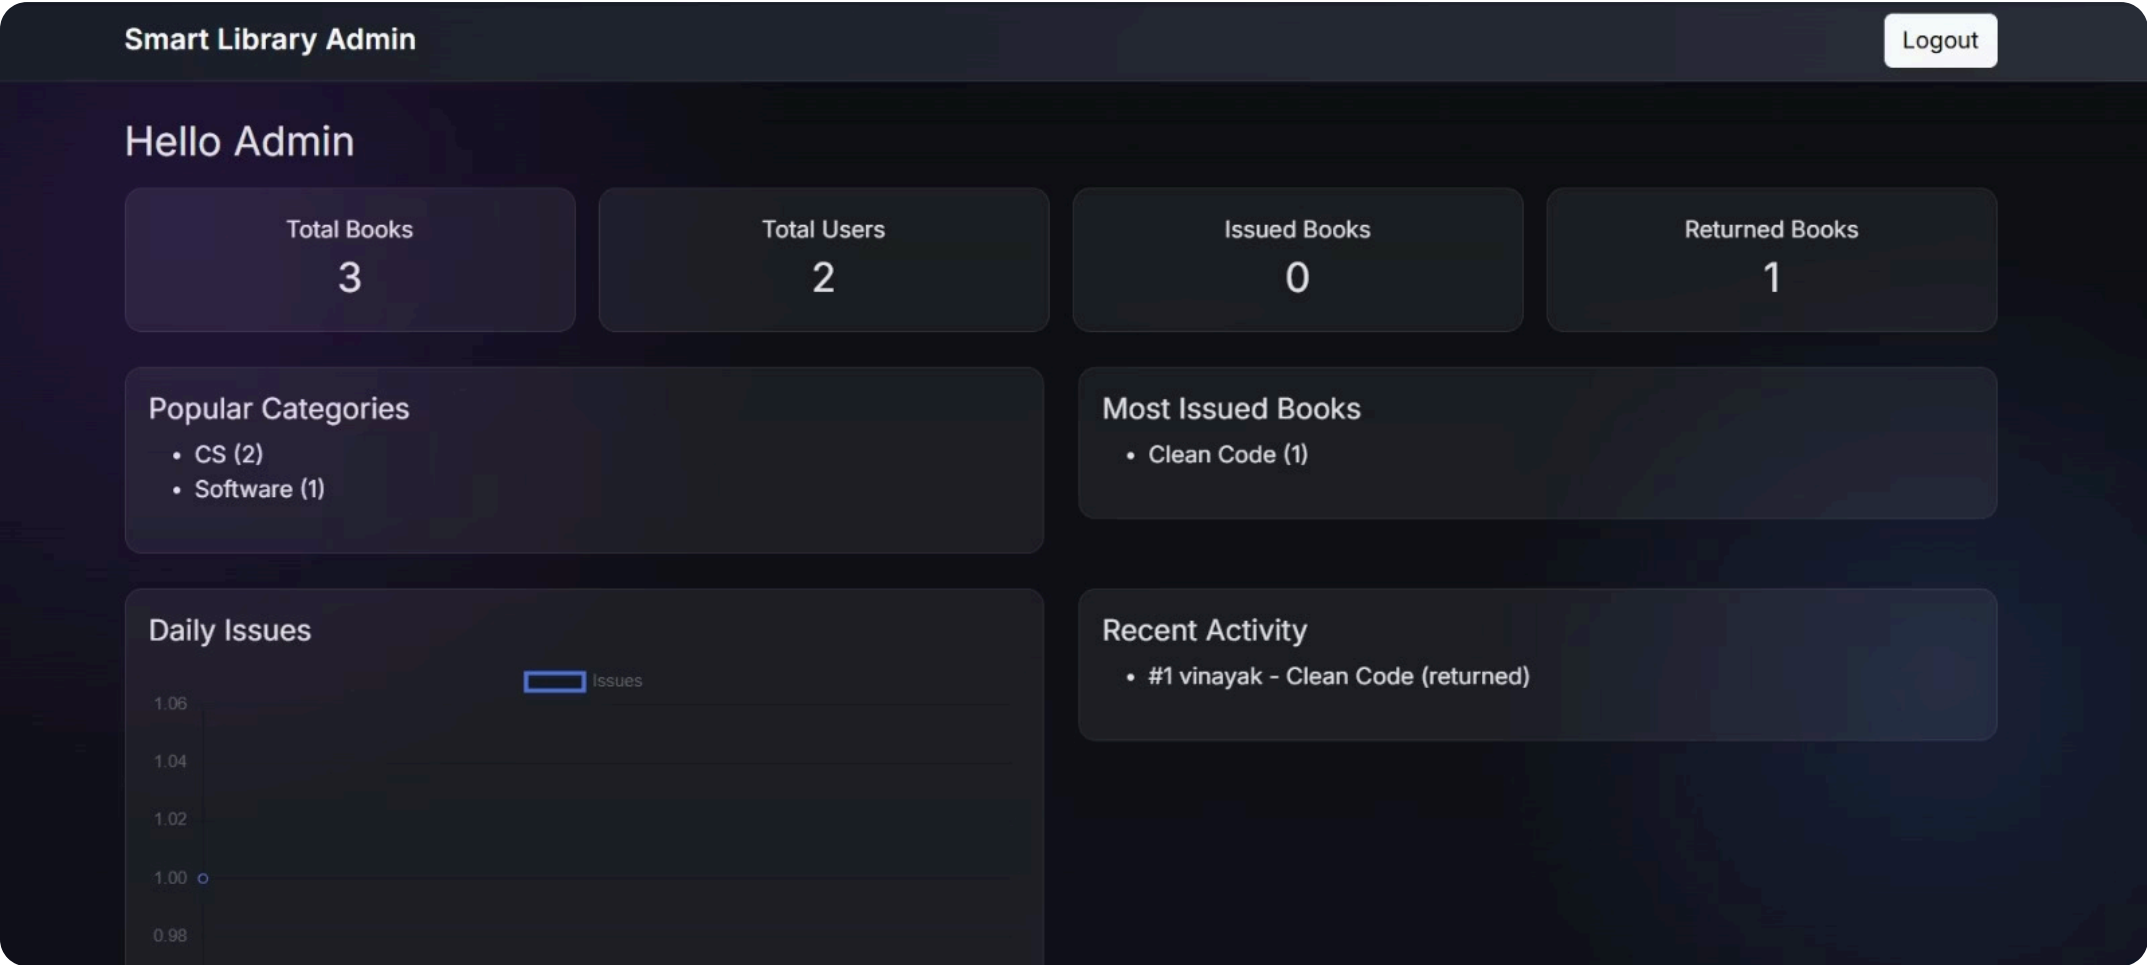 Smart Library Admin
Logout
Hello Admin
Total Books
3
Total Users
2
Issued Books
0
Returned Books
1
Popular Categories
• CS (2)
• Software (1)
Most Issued Books
• Clean Code (1)
Daily Issues
Issues
1.06
1.04
1.02
1.00
0.98
Recent Activity
• #1 vinayak - Clean Code (returned)